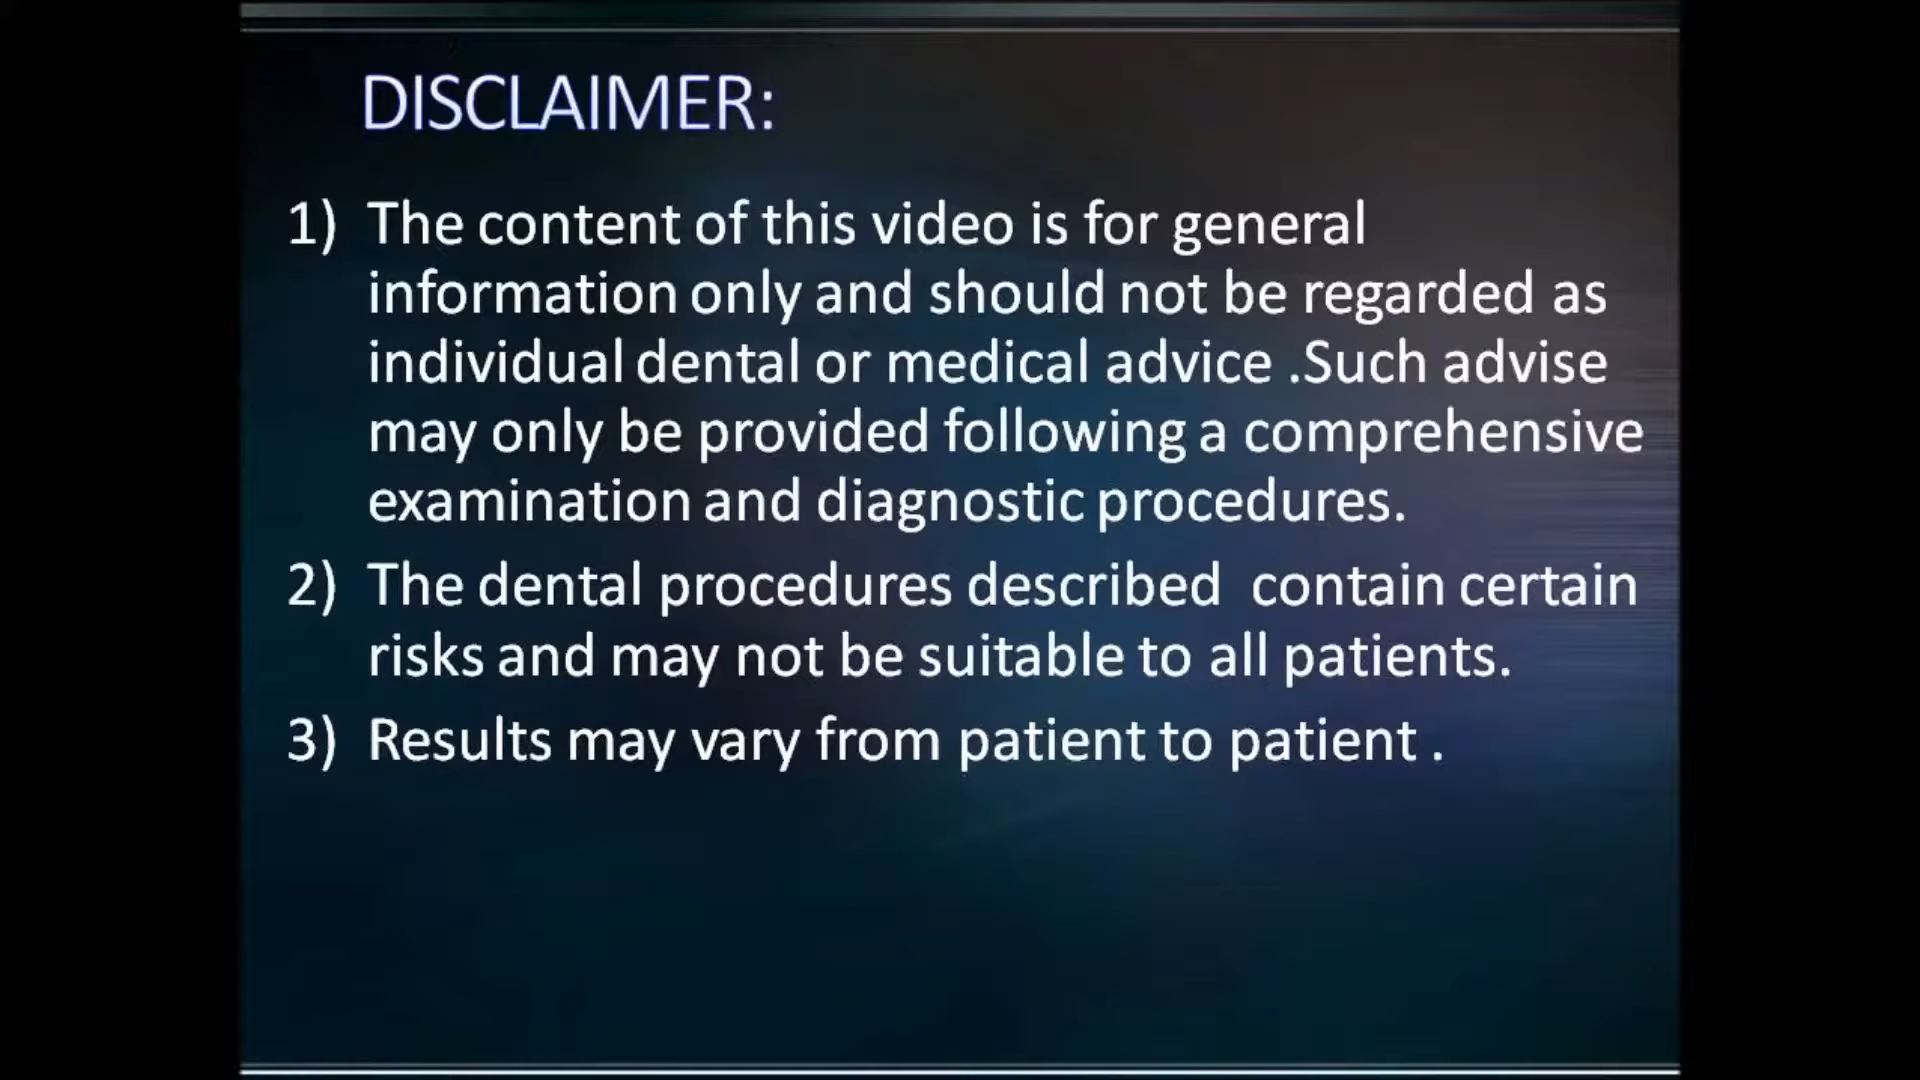 DISCLAIMER:
1) The content of this video is for general
information only and should not be regarded as
individual dental or medical advice .Such advise
may only be provided following a comprehensive
examination and diagnostic procedures.
2) The dental procedures described  contain certain
risks and may not be suitable to all patients.
3) Results may vary from patient to patient .